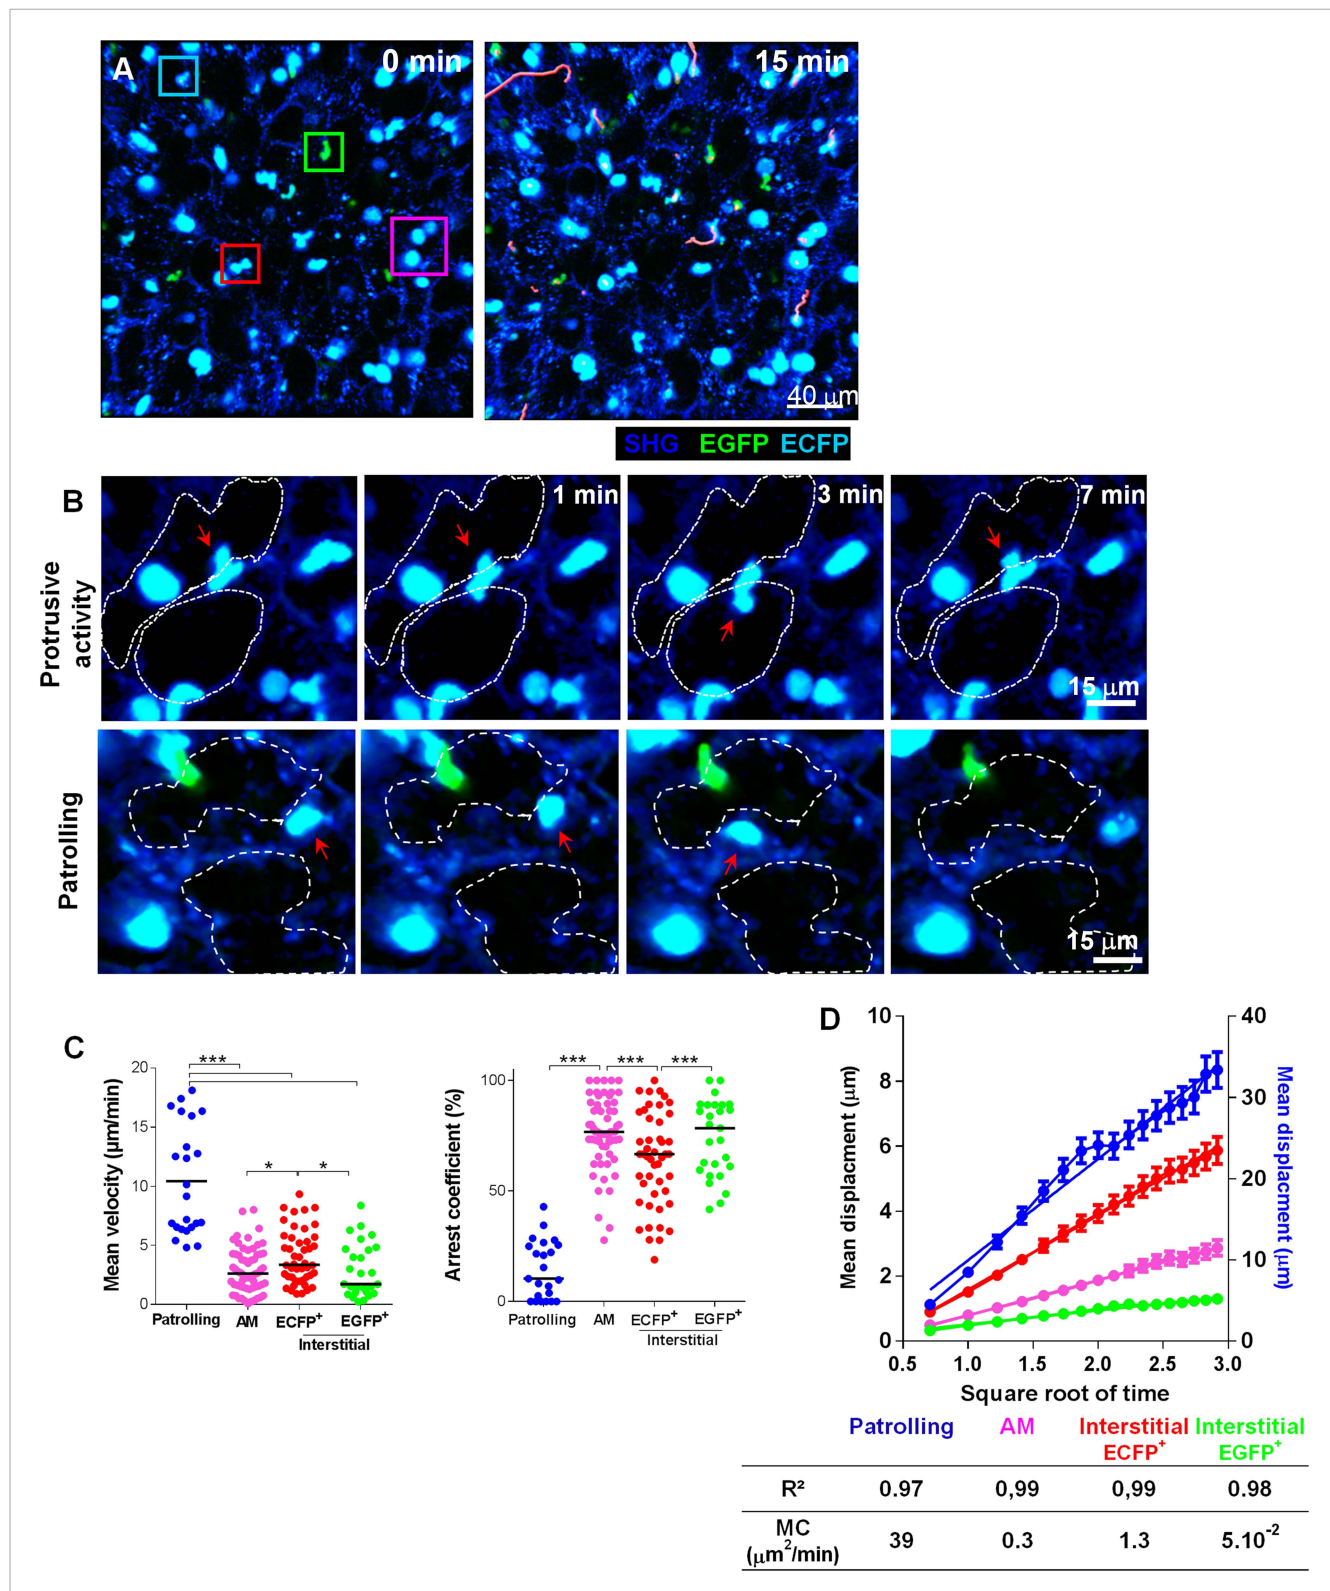 A
0 min
15 min
40 μm
SHG EGFP ECFP
B
Protrusive
activity
1 min
3 min
7 min
15 μm
Patrolling
15 μm
C
Mean velocity (μm/min)
20
15
10
5
0
***
*
*
Patrolling
AM
ECFP+
EGFP+
Interstitial
Arrest coefficient (%)
100
50
0
***
***
***
Patrolling
AM
ECFP+
EGFP+
Interstitial
D
Mean displacment (μm)
10
8
6
4
2
0
40
30
20
10
0
Mean displacment (μm)
0.5 1.0 1.5 2.0 2.5 3.0
Square root of time
Patrolling AM Interstitial ECFP+ Interstitial EGFP+
R² 0.97 0,99 0,99 0.98
MC (μm²/min) 39 0.3 1.3 5.10⁻²